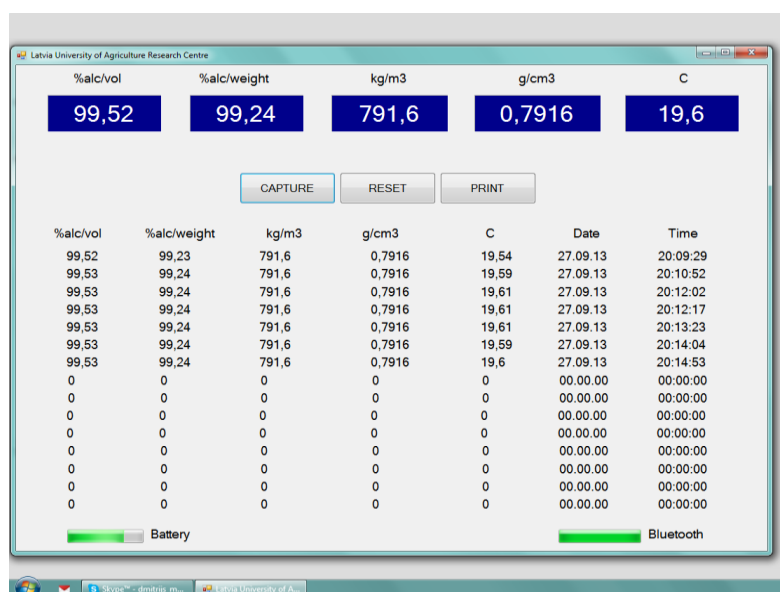 Latvia University of Agriculture Research Centre
%alc/vol %alc/weight kg/m3 g/cm3 C
99,52 99,24 791,6 0,7916 19,6
CAPTURE RESET PRINT
%alc/vol %alc/weight kg/m3 g/cm3 C Date Time
99,52 99,23 791,6 0,7916 19,54 27.09.13 20:09:29
99,53 99,24 791,6 0,7916 19,59 27.09.13 20:10:52
99,53 99,24 791,6 0,7916 19,61 27.09.13 20:12:02
99,53 99,24 791,6 0,7916 19,61 27.09.13 20:12:17
99,53 99,24 791,6 0,7916 19,61 27.09.13 20:13:23
99,53 99,24 791,6 0,7916 19,59 27.09.13 20:14:04
99,53 99,24 791,6 0,7916 19,6 27.09.13 20:14:53
0 0 0 0 0 00.00.00 00:00:00
0 0 0 0 0 00.00.00 00:00:00
0 0 0 0 0 00.00.00 00:00:00
0 0 0 0 0 00.00.00 00:00:00
0 0 0 0 0 00.00.00 00:00:00
0 0 0 0 0 00.00.00 00:00:00
0 0 0 0 0 00.00.00 00:00:00
0 0 0 0 0 00.00.00 00:00:00
Battery Bluetooth
Skype™ - dmitrijs m... Latvia University of A...